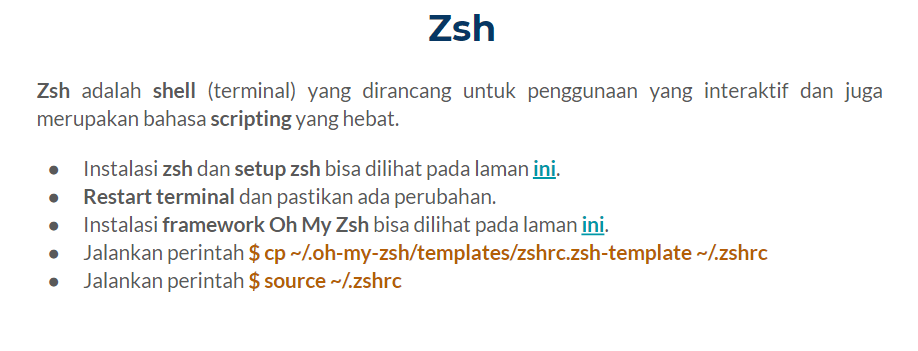 Zsh
Zsh adalah shell (terminal) yang dirancang untuk penggunaan yang interaktif dan juga
merupakan bahasa scripting yang hebat.
● Instalasi zsh dan setup zsh bisa dilihat pada laman ini.
● Restart terminal dan pastikan ada perubahan.
● Instalasi framework Oh My Zsh bisa dilihat pada laman ini.
● Jalankan perintah $ cp ~/.oh-my-zsh/templates/zshrc.zsh-template ~/.zshrc
● Jalankan perintah $ source ~/.zshrc